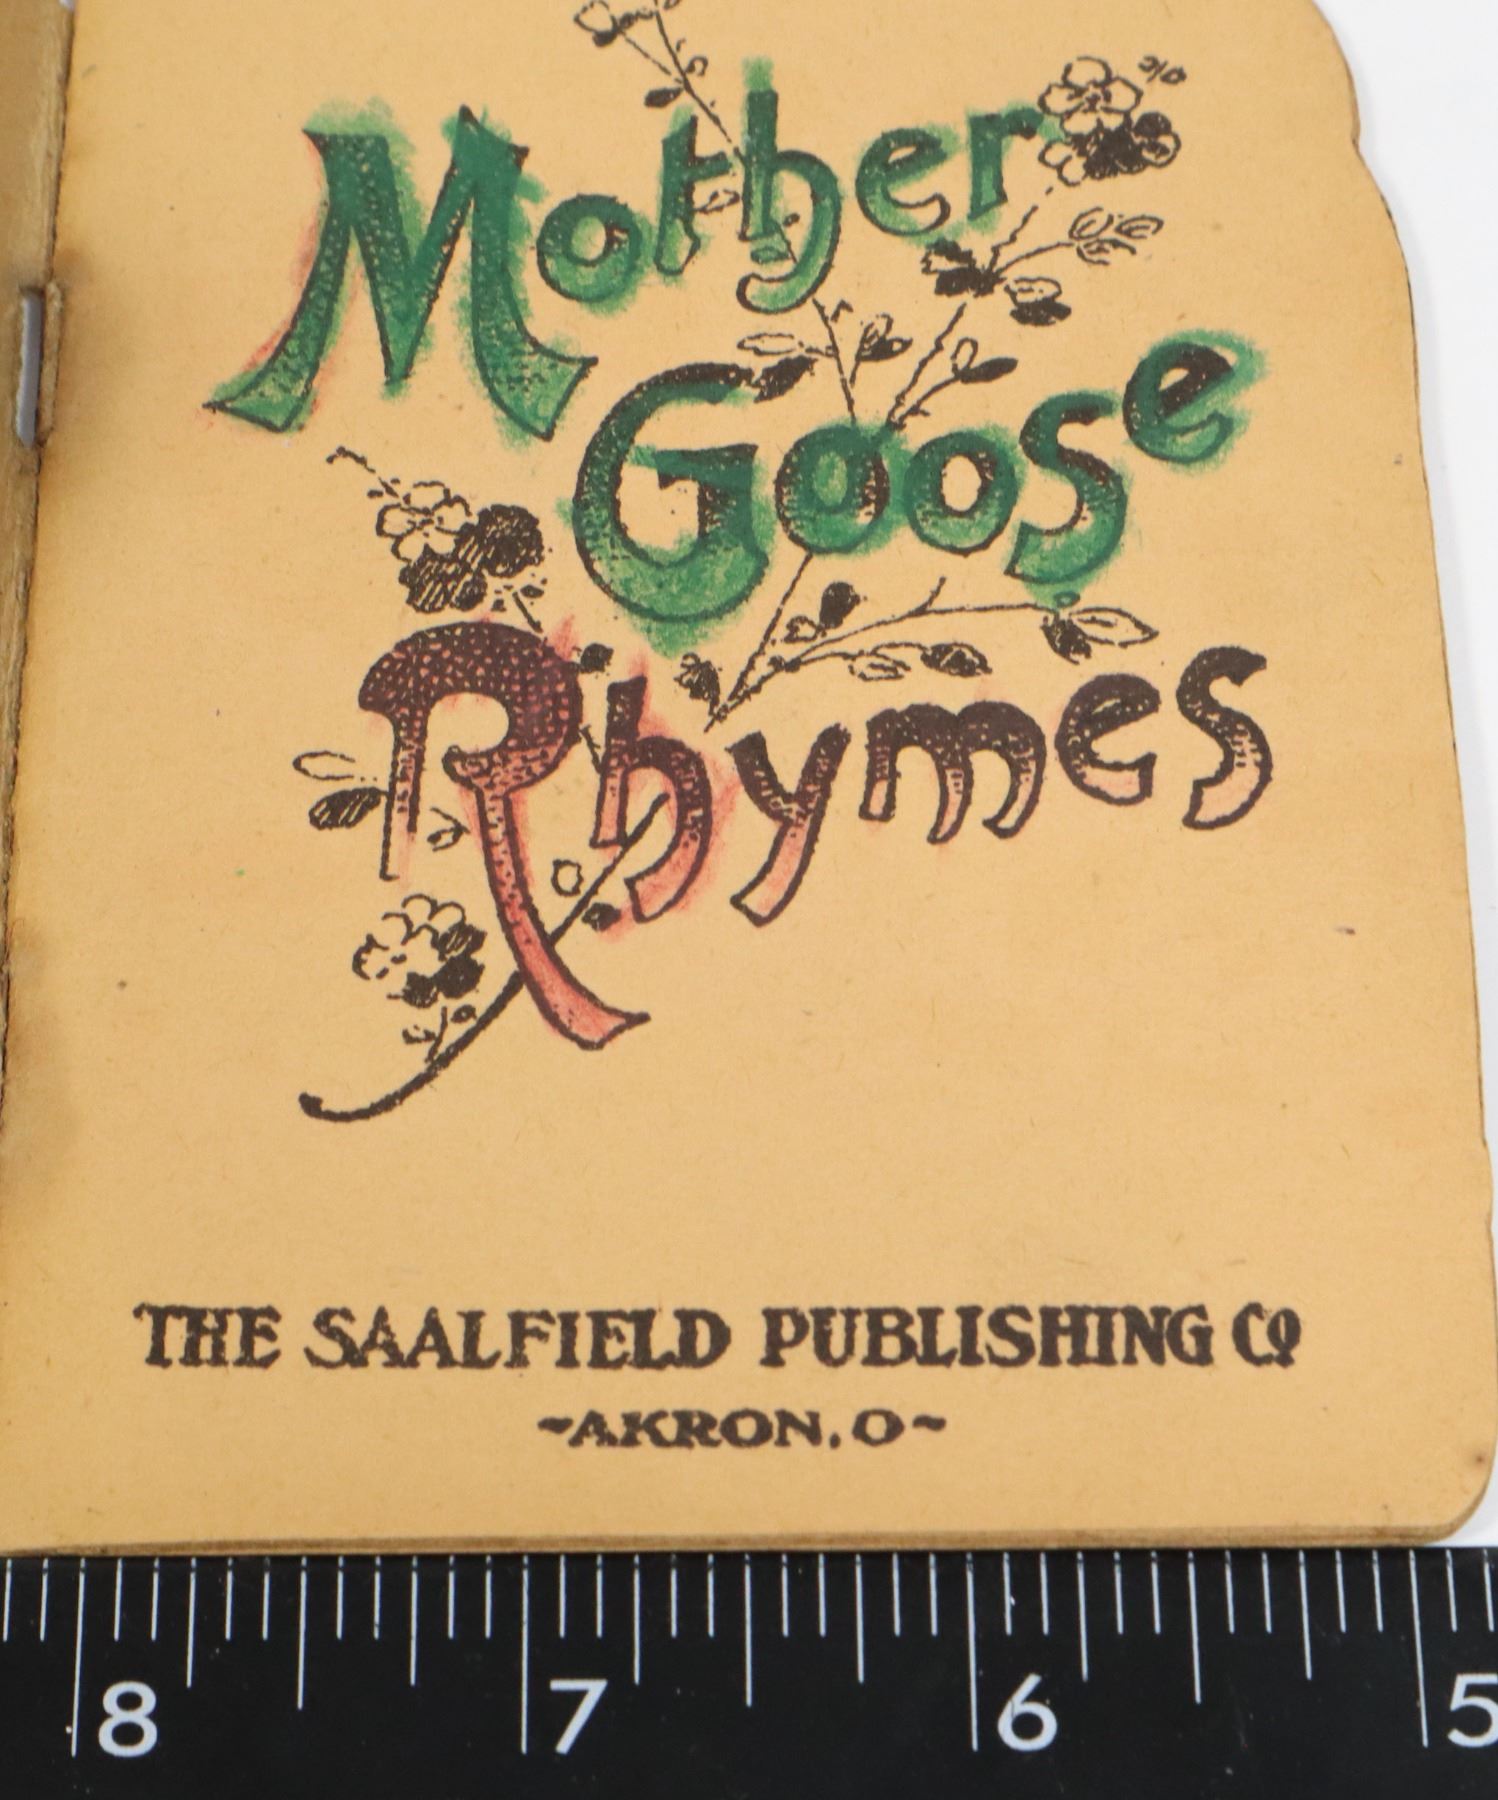 Mother
Goose
Rhymes
THE SAALFIELD PUBLISHING CO
~AKRON, O~
8 7 6 5